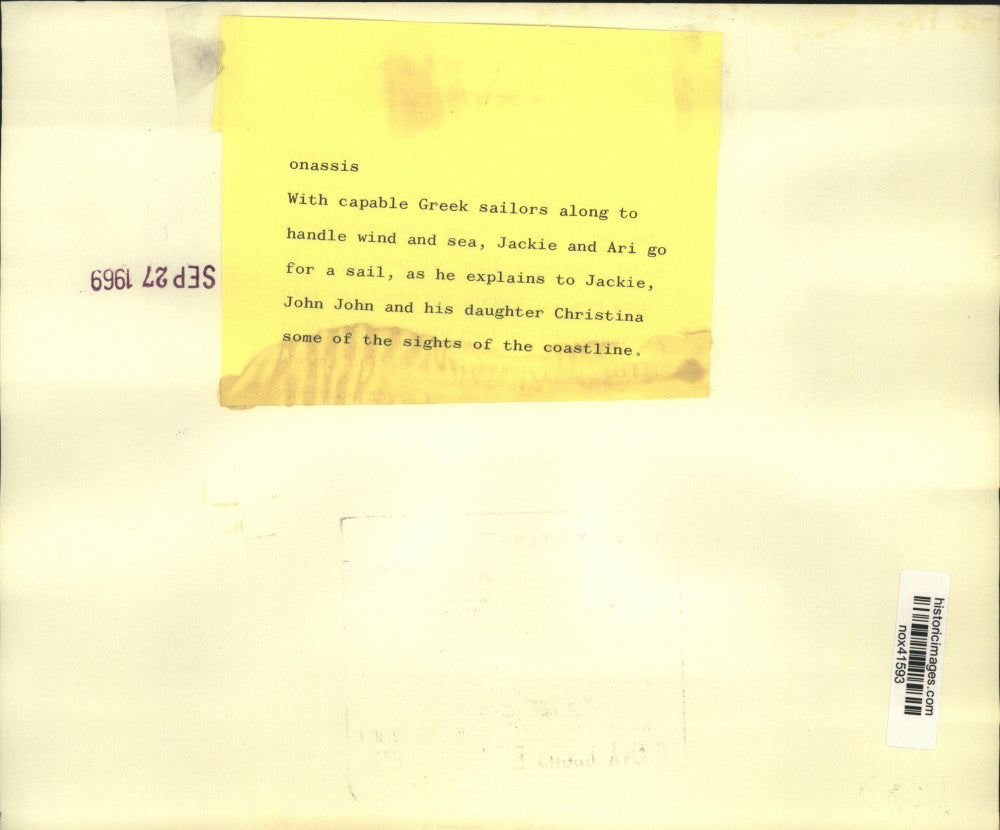 onassis
With capable Greek sailors along to
handle wind and sea, Jackie and Ari go
for a sail, as he explains to Jackie,
John John and his daughter Christina
some of the sights of the coastline.
SEP 27 1969
historicimages.com
nox41593